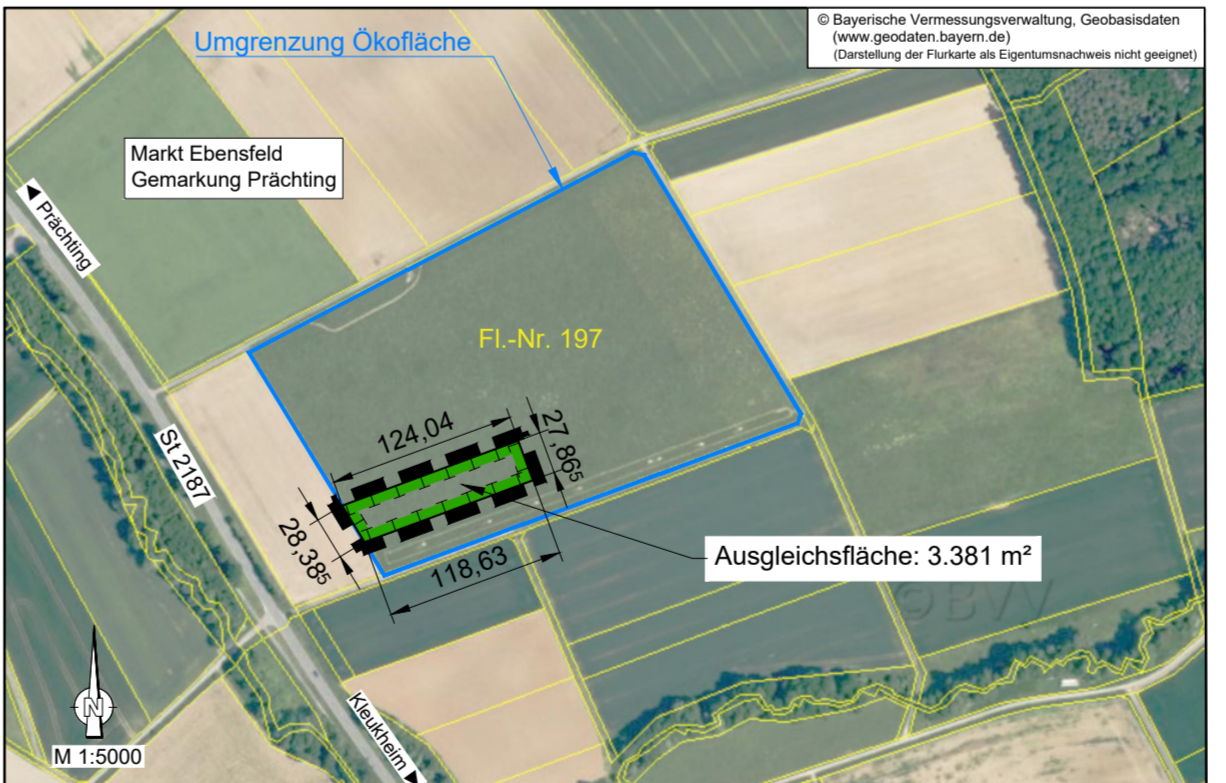 © Bayerische Vermessungsverwaltung, Geobasisdaten
(www.geodaten.bayern.de)
(Darstellung der Flurkarte als Eigentumsnachweis nicht geeignet)
Umgrenzung Ökofläche
Markt Ebensfeld
Gemarkung Prächting
◀ Prächting
Fl.-Nr. 197
124,04
27,86⁵
St 2187
28,38⁵
118,63
Ausgleichsfläche: 3.381 m²
©BVV
N
M 1:5000
Kleukheim ▶